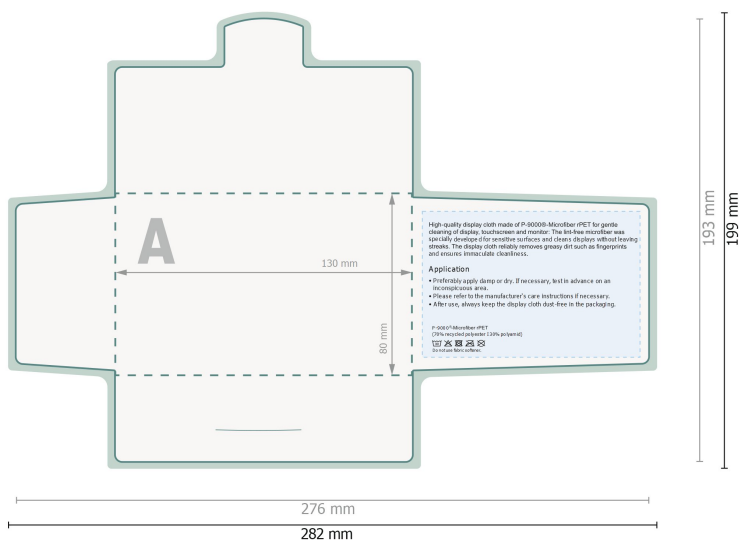 A
130 mm
80 mm
High-quality display cloth made of P-9000®-Microfiber rPET for gentle
cleaning of display, touchscreen and monitor: The lint-free microfiber was
specially developed for sensitive surfaces and cleans displays without leaving
streaks. The display cloth reliably removes greasy dirt such as fingerprints
and ensures immaculate cleanliness.
Application
• Preferably apply damp or dry. If necessary, test in advance on an
inconspicuous area.
• Please refer to the manufacturer's care instructions if necessary.
• After use, always keep the display cloth dust-free in the packaging.
P-9000®-Microfiber rPET
Do not use fabric softener.
193 mm
199 mm
276 mm
282 mm